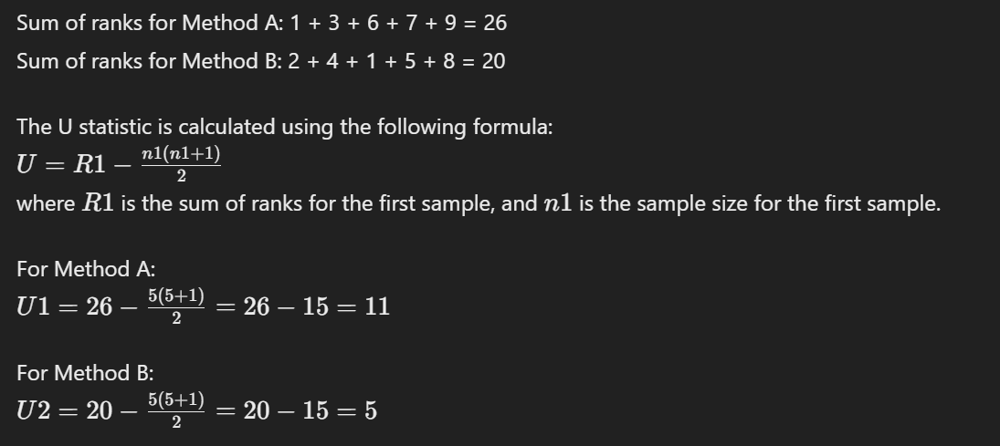 Sum of ranks for Method A: 1 + 3 + 6 + 7 + 9 = 26
Sum of ranks for Method B: 2 + 4 + 1 + 5 + 8 = 20
The U statistic is calculated using the following formula:
U = R1 − n1(n1+1)/2
where R1 is the sum of ranks for the first sample, and n1 is the sample size for the first sample.
For Method A:
U1 = 26 − 5(5+1)/2 = 26 − 15 = 11
For Method B:
U2 = 20 − 5(5+1)/2 = 20 − 15 = 5